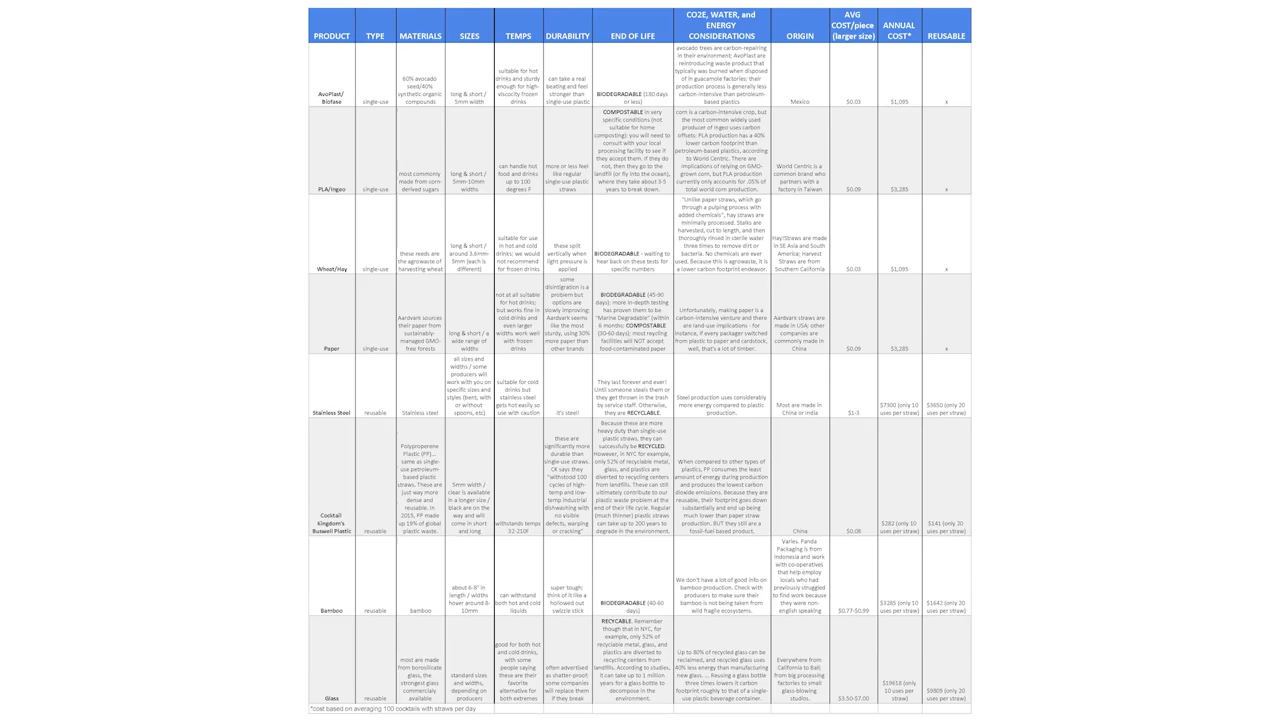 PRODUCT
TYPE
MATERIALS
SIZES
TEMPS
DURABILITY
END OF LIFE
CO2E, WATER, and
ENERGY
CONSIDERATIONS
ORIGIN
AVG
COST/piece
(larger size)
ANNUAL
COST*
REUSABLE
AvoPlast/
Biofase
single-use
60% avocado
seed/40%
synthetic organic
compounds
long & short /
5mm width
suitable for hot
drinks and sturdy
enough for high-
viscosity frozen
drinks
can take a real
beating and feel
stronger than
single-use plastic
BIODEGRADABLE (180 days
or less)
avocado trees are carbon-repairing
in their environment; AvoPlast are
reintroducing waste product that
typically was burned when disposed
of in guacamole factories; their
production process is generally less
carbon-intensive than petroleum-
based plastics
Mexico
$0.03
$1,095
x
PLA/Ingeo
single-use
most commonly
made from corn-
derived sugars
long & short /
5mm-10mm
widths
can handle hot
food and drinks
up to 100
degrees F
more or less feel
like regular
single-use plastic
straws
COMPOSTABLE in very
specific conditions (not
suitable for home
composting): you will need to
consult with your local
processing facility to see if
they accept them. If they do
not, then they go to the
landfill (or fly into the ocean),
where they take about 3-5
years to break down.
corn is a carbon-intensive crop, but
the most common widely used
producer of Ingeo uses carbon
offsets; PLA production has a 40%
lower carbon footprint than
petroleum-based plastics, according
to World Centric. There are
implications of relying on GMO-
grown corn, but PLA production
currently only accounts for .05% of
total world corn production.
World Centric is a
common brand who
partners with a
factory in Taiwan
$0.09
$3,285
x
Wheat/Hay
single-use
these reeds are
the agrowaste of
harvesting wheat
long & short /
around 3.6mm-
5mm (each is
different)
suitable for use
in hot and cold
drinks; we would
not recommend
for frozen drinks
these split
vertically when
light pressure is
applied
BIODEGRADABLE - waiting to
hear back on these tests for
specific numbers
"Unlike paper straws, which go
through a pulping process with
added chemicals", hay straws are
minimally processed. Stalks are
harvested, cut to length, and then
thoroughly rinsed in sterile water
three times to remove dirt or
bacteria. No chemicals are
ever used. Because this is agrowaste, it is
a lower carbon footprint endeavor.
Hay!Straws are made
in SE Asia and South
America; Harvest
Straws are from
Southern California
$0.03
$1,095
x
Paper
single-use
Aardvark sources
their paper from
sustainably-
managed GMO-
free forests
long & short / a
wide range of
widths
not at all suitable
for hot drinks;
but works fine in
cold drinks and
even larger
widths work well
with frozen
drinks
some
disintigration is a
problem but
options are
slowly improving;
Aardvark seems
like the most
sturdy, using 30%
more paper than
other brands
BIODEGRADABLE (45-90
days); more in-depth testing
has proven them to be
"Marine Degradable" (within
6 months; COMPOSTABLE
(30-60 days); most recycling
facilities will NOT accept
food-contaminated paper
Unfortunately, making paper is a
carbon-intensive venture and there
are land-use implications - for
instance, if every packager switched
from plastic to paper and cardstock,
well, that's a lot of timber.
Aardvark straws are
made in USA; other
companies are
commonly made in
China
$0.09
$3,285
x
Stainless Steel
reusable
Stainless steel
all sizes and
widths / some
producers will
work with you on
specific sizes and
styles (bent, with
or without
spoons, etc)
suitable for cold
drinks but
stainless steel
gets hot easily so
use with caution
it's steel!
They last forever and ever!
Until someone steals them or
they get thrown in the trash
by service staff. Otherwise,
they are RECYCLABLE.
Steel production uses considerably
more energy compared to plastic
production.
Most are made in
China or India
$1-3
$7300 (only 10
uses per straw)
$3650 (only 20
uses per straw)
Cocktail
Kingdom's
Buswell Plastic
reusable
Polyproperene
Plastic (PP)...
same as single-
use petroleum-
based plastic
straws. These are
just way more
dense and
reusable. In
2015, PP made
up 19% of global
plastic waste.
5mm width /
clear is available
in a longer size /
black are on the
way and will
come in short
and long
withstands temps
32-210F
these are
significantly more
durable than
single-use straws.
CK says they
"withstood 100
cycles of high-
temp and low-
temp industrial
dishwashing with
no visible
defects, warping
or cracking"
Because these are more
heavy duty than single-use
plastic straws, they can
successfully be RECYCLED.
However, in NYC for example,
only 52% of recyclable metal,
glass, and plastics are
diverted to recycling centers
from landfills. These can still
ultimately contribute to our
plastic waste problem at the
end of their life cycle. Regular
(much thinner) plastic straws
can take up to 200 years to
degrade in the environment.
When compared to other types of
plastics, PP consumes the least
amount of energy during production
and produces the lowest carbon
dioxide emissions. Because they are
reusable, their footprint goes down
substantially and end up being
much lower than paper straw
production. BUT they still are a
fossil-fuel based product.
China
$0.08
$282 (only 10
uses per straw)
$141 (only 20
uses per straw)
Bamboo
reusable
bamboo
about 6-8" in
length / widths
hover around 8-
10mm
can withstand
both hot and cold
liquids
super tough;
think of it like a
hollowed out
swizzle stick
BIODEGRADABLE (40-60
days)
We don't have a lot of good info on
bamboo production. Check with
producers to make sure their
bamboo is not being taken from
wild fragile ecosystems.
Varies. Panda
Packaging is from
Indonesia and work
with co-operatives
that help employ
locals who had
previously struggled
to find work because
they were non-
english speaking
$0.77-$0.99
$3285 (only 10
uses per straw)
$1642 (only 20
uses per straw)
Glass
reusable
most are made
from borosilicate
glass, the
strongest glass
commercially
available
standard sizes
and widths,
depending on
producers
good for both hot
and cold drinks,
with some
people saying
these are their
favorite
alternative for
both extremes
often advertised
as shatter-proof;
some companies
will replace them
if they break
RECYCABLE. Remember
though that in NYC, for
example, only 52% of
recyclable metal, glass, and
plastics are diverted to
recycling centers from
landfills. According to studies,
it can take up to 1 million
years for a glass bottle to
decompose in the
environment.
Up to 80% of recycled glass can be
reclaimed, and recycled glass uses
40% less energy than manufacturing
new glass.... Reusing a glass bottle
three times lowers it carbon
footprint roughly to that of a single-
use plastic beverage container.
Everywhere from
California to Bali;
from big processing
factories to small
glass-blowing
studios.
$3.50-$7.00
$19618 (only
10 uses per
straw)
$9809 (only 20
uses per straw)
*cost based on averaging 100 cocktails with straws per day